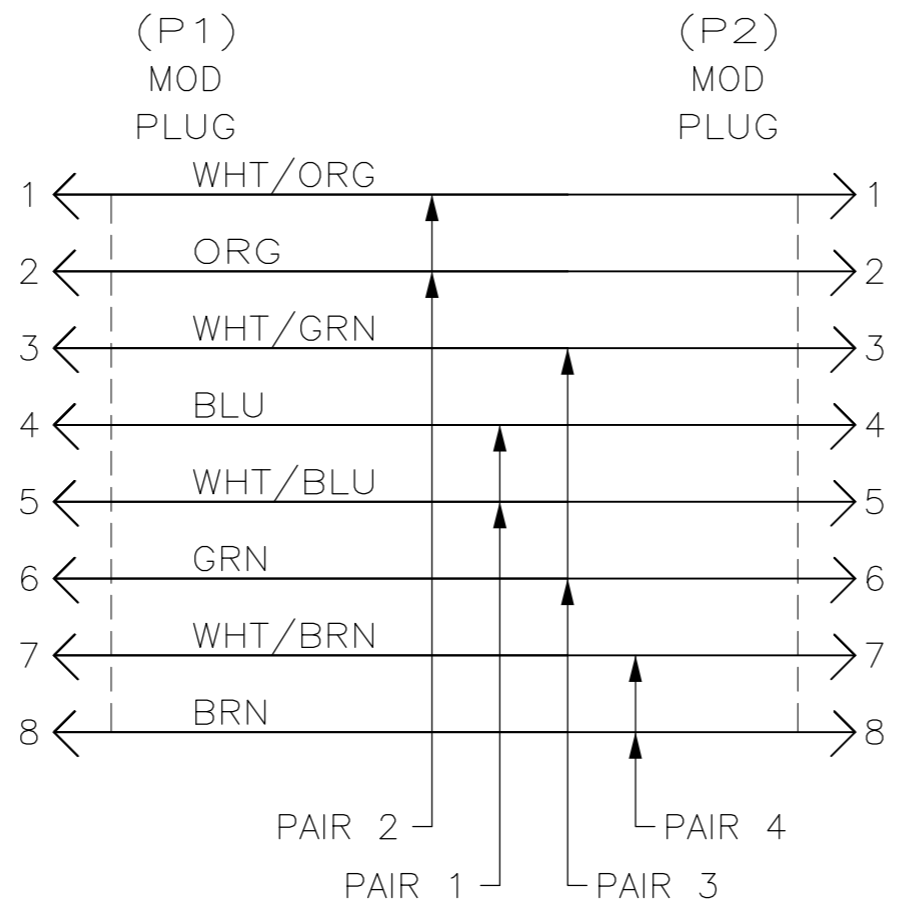 (P1) (P2)
MOD MOD
PLUG PLUG
1 WHT/ORG 1
2 ORG 2
3 WHT/GRN 3
4 BLU 4
5 WHT/BLU 5
6 GRN 6
7 WHT/BRN 7
8 BRN 8
PAIR 2 PAIR 4
PAIR 1 PAIR 3